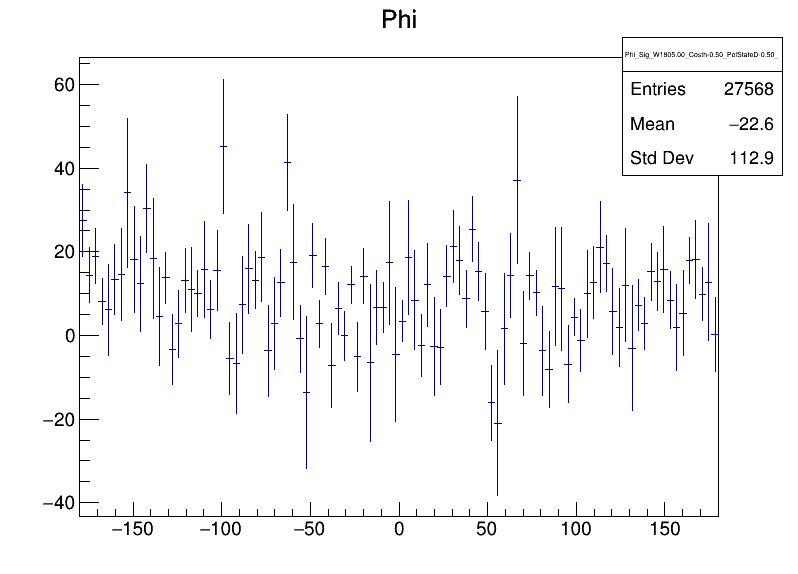 Phi
Phi_Sig_W1605.00_Costh-0.50_PolStateD-0.50_
Entries 27568
Mean −22.6
Std Dev 112.9
60
40
20
0
−20
−40
−150 −100 −50 0 50 100 150